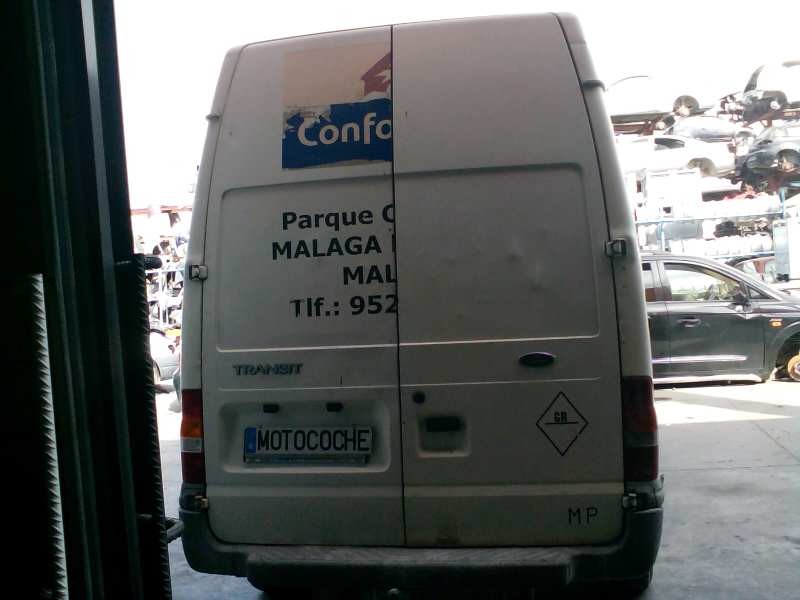 Confo
Parque C
MALAGA
MAL
Tlf.: 952
TRANSIT
MOTOCOCHE
GR
MP